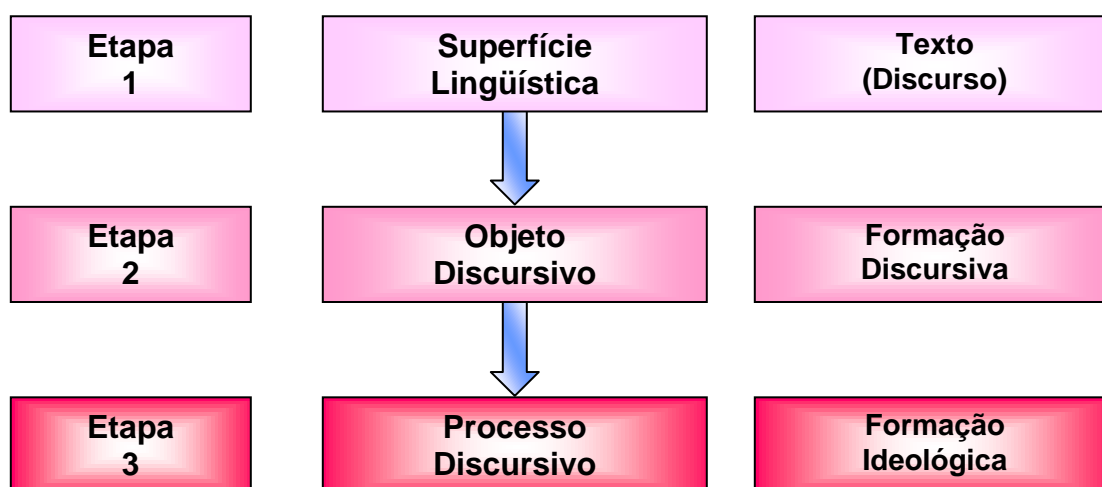 Etapa
1
Superfície
Lingüística
Texto
(Discurso)
Etapa
2
Objeto
Discursivo
Formação
Discursiva
Etapa
3
Processo
Discursivo
Formação
Ideológica